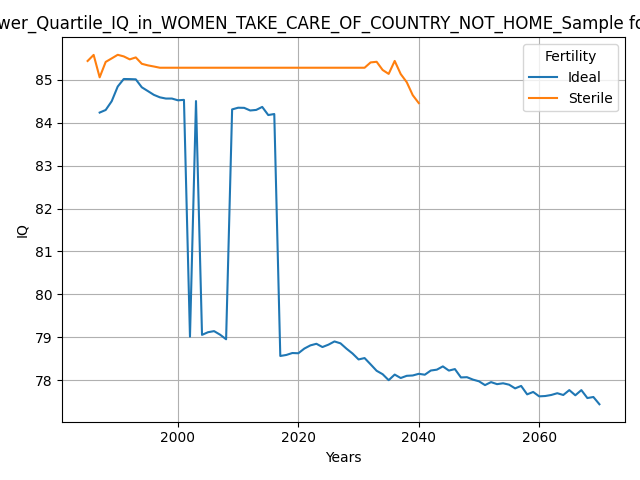 wer_Quartile_IQ_in_WOMEN_TAKE_CARE_OF_COUNTRY_NOT_HOME_Sample fo
Fertility
Ideal
Sterile
85
84
83
82
81
80
79
78
IQ
2000
2020
2040
2060
Years